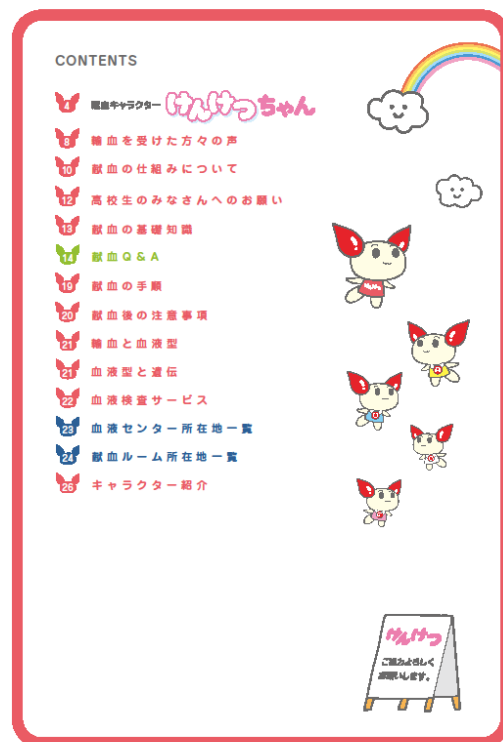 CONTENTS
4 献血キャラクター けんけつちゃん
8 輸血を受けた方々の声
10 献血の仕組みについて
12 高校生のみなさんへのお願い
13 献血の基礎知識
14 献血Q&A
19 献血の手順
20 献血後の注意事項
21 輸血と血液型
21 血液型と遺伝
22 血液検査サービス
23 血液センター所在地一覧
24 献血ルーム所在地一覧
26 キャラクター紹介
けんけつ
ご協力よろしく
お願いします。